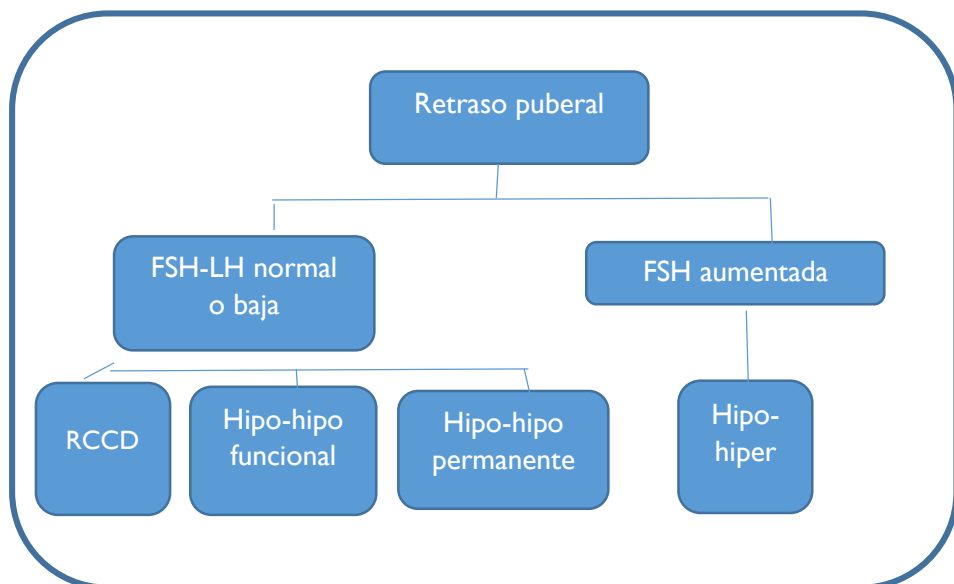 Retraso puberal
FSH-LH normal
o baja
FSH aumentada
RCCD
Hipo-hipo
funcional
Hipo-hipo
permanente
Hipo-
hiper